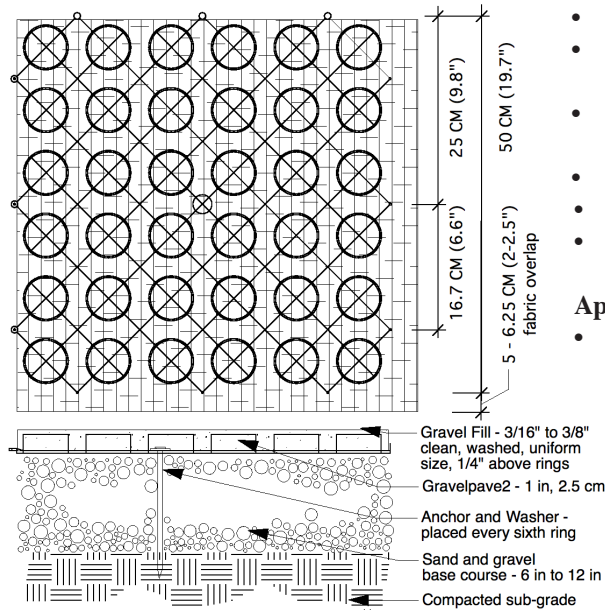 25 CM (9.8")
50 CM (19.7")
16.7 CM (6.6")
5 - 6.25 CM (2-2.5")
fabric overlap
Ap
Gravel Fill - 3/16" to 3/8"
clean, washed, uniform
size, 1/4" above rings
Gravelpave2 - 1 in, 2.5 cm
Anchor and Washer -
placed every sixth ring
Sand and gravel
base course - 6 in to 12 in
Compacted sub-grade